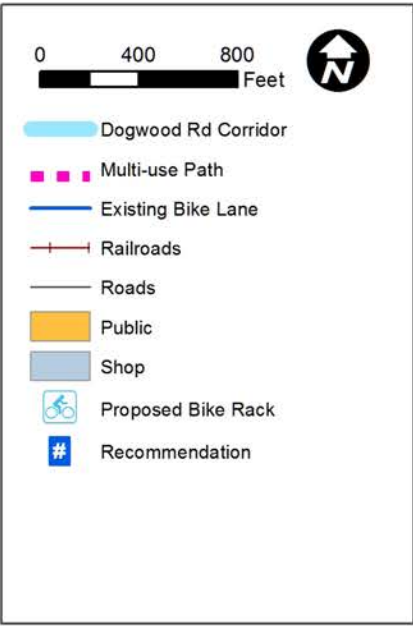 0 400 800
Feet
N
Dogwood Rd Corridor
Multi-use Path
Existing Bike Lane
Railroads
Roads
Public
Shop
Proposed Bike Rack
# Recommendation